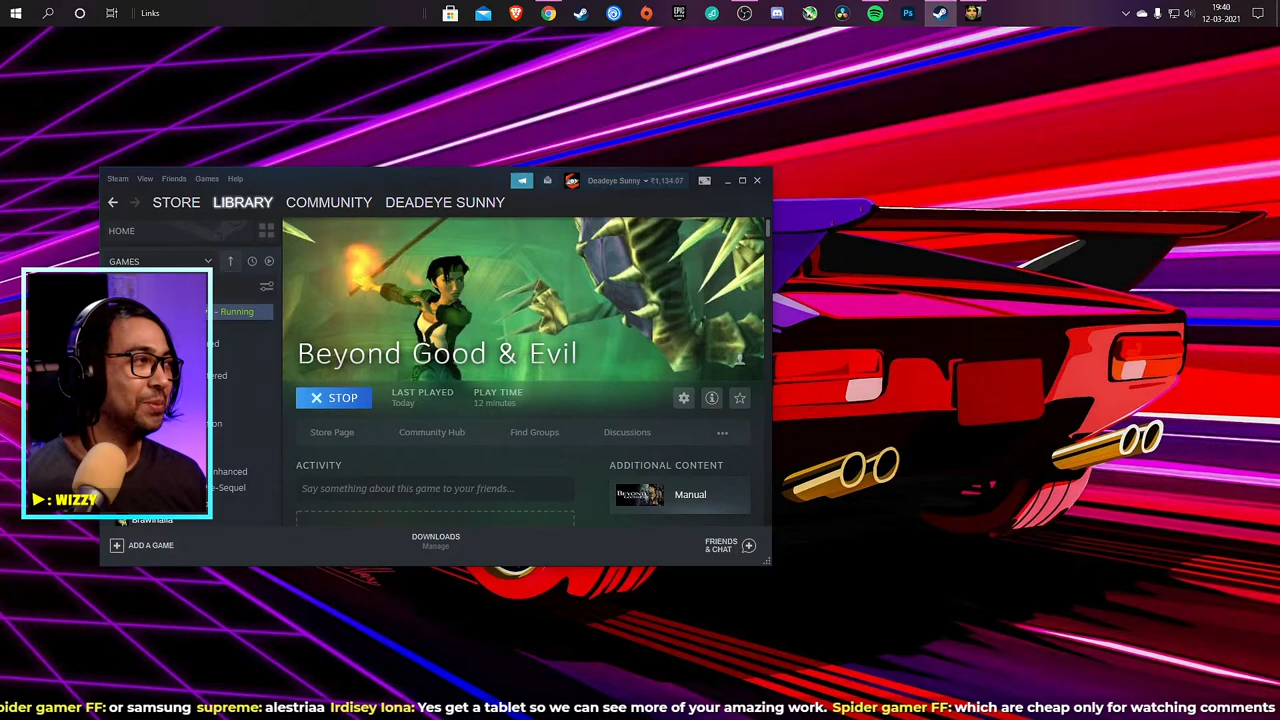 Links
19:40
12-03-2021
Steam View Friends Games Help
Deadeye Sunny ₹1,134.07
STORE LIBRARY COMMUNITY DEADEYE SUNNY
HOME
GAMES
- Running
Beyond Good & Evil
STOP
LAST PLAYED
Today
PLAY TIME
12 minutes
Store Page Community Hub Find Groups Discussions
ACTIVITY
Say something about this game to your friends...
ADDITIONAL CONTENT
Manual
Brawlhalla
ADD A GAME
DOWNLOADS
Manage
FRIENDS
& CHAT
: WIZZY
pider gamer FF: or samsung supreme: alestriaa Irdisey Iona: Yes get a tablet so we can see more of your amazing work. Spider gamer FF: which are cheap only for watching comments